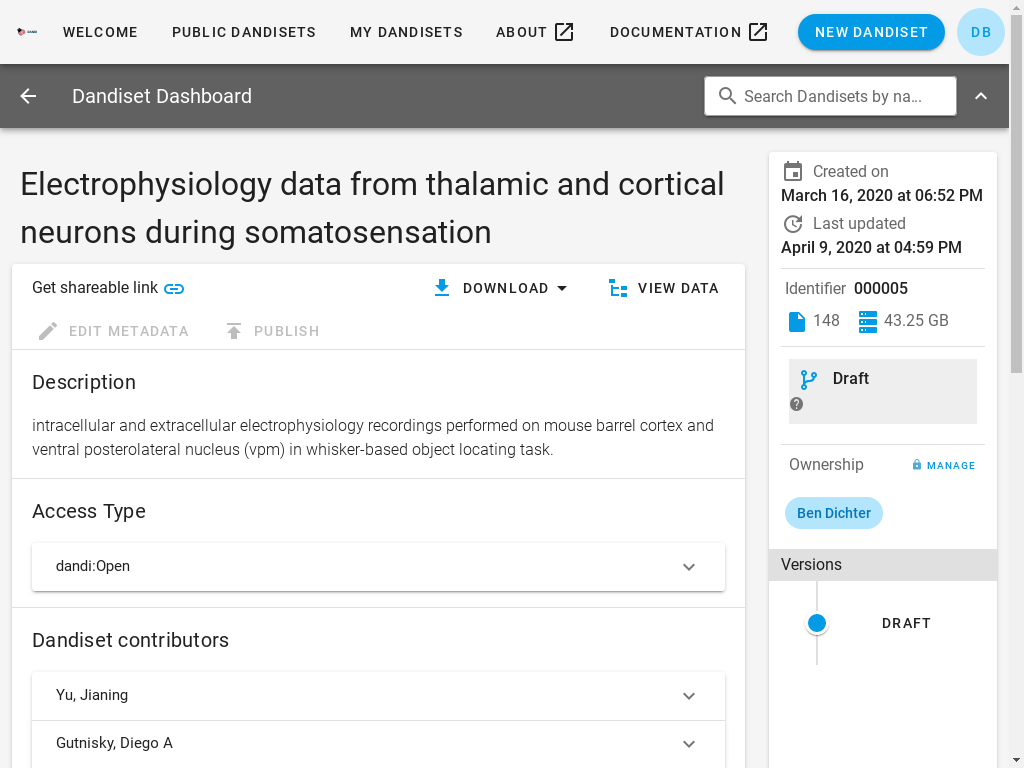 WELCOME
PUBLIC DANDISETS
MY DANDISETS
ABOUT
DOCUMENTATION
NEW DANDISET
DB
Dandiset Dashboard
Search Dandisets by na...
Electrophysiology data from thalamic and cortical
neurons during somatosensation
Get shareable link
DOWNLOAD
VIEW DATA
EDIT METADATA
PUBLISH
Description
intracellular and extracellular electrophysiology recordings performed on mouse barrel cortex and
ventral posterolateral nucleus (vpm) in whisker-based object locating task.
Access Type
dandi:Open
Dandiset contributors
Yu, Jianing
Gutnisky, Diego A
Created on
March 16, 2020 at 06:52 PM
Last updated
April 9, 2020 at 04:59 PM
Identifier 000005
148
43.25 GB
Draft
?
Ownership
MANAGE
Ben Dichter
Versions
DRAFT